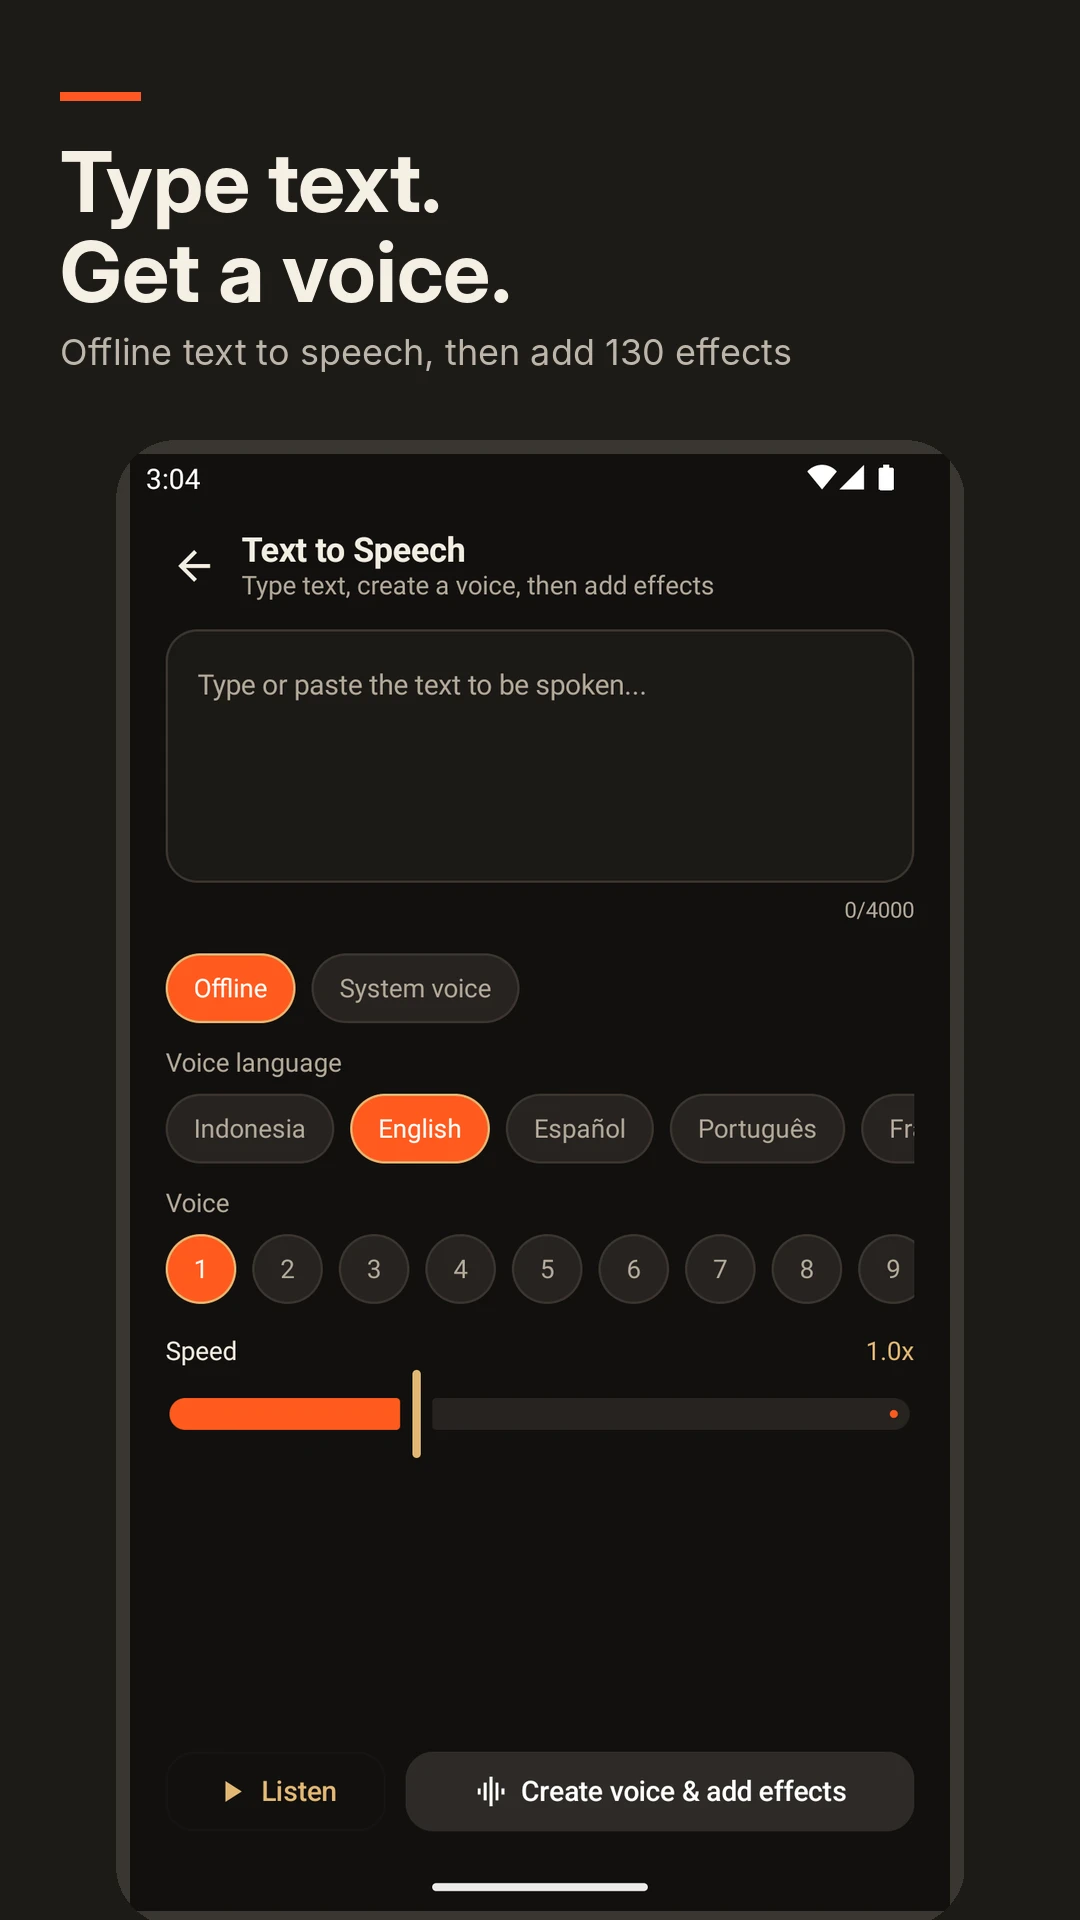 Type text.
Get a voice.
Offline text to speech, then add 130 effects
3:04
Text to Speech
Type text, create a voice, then add effects
Type or paste the text to be spoken...
0/4000
Offline System voice
Voice language
Indonesia English Español Português
Voice
1 2 3 4 5 6 7 8 9
Speed 1.0x
Listen Create voice & add effects